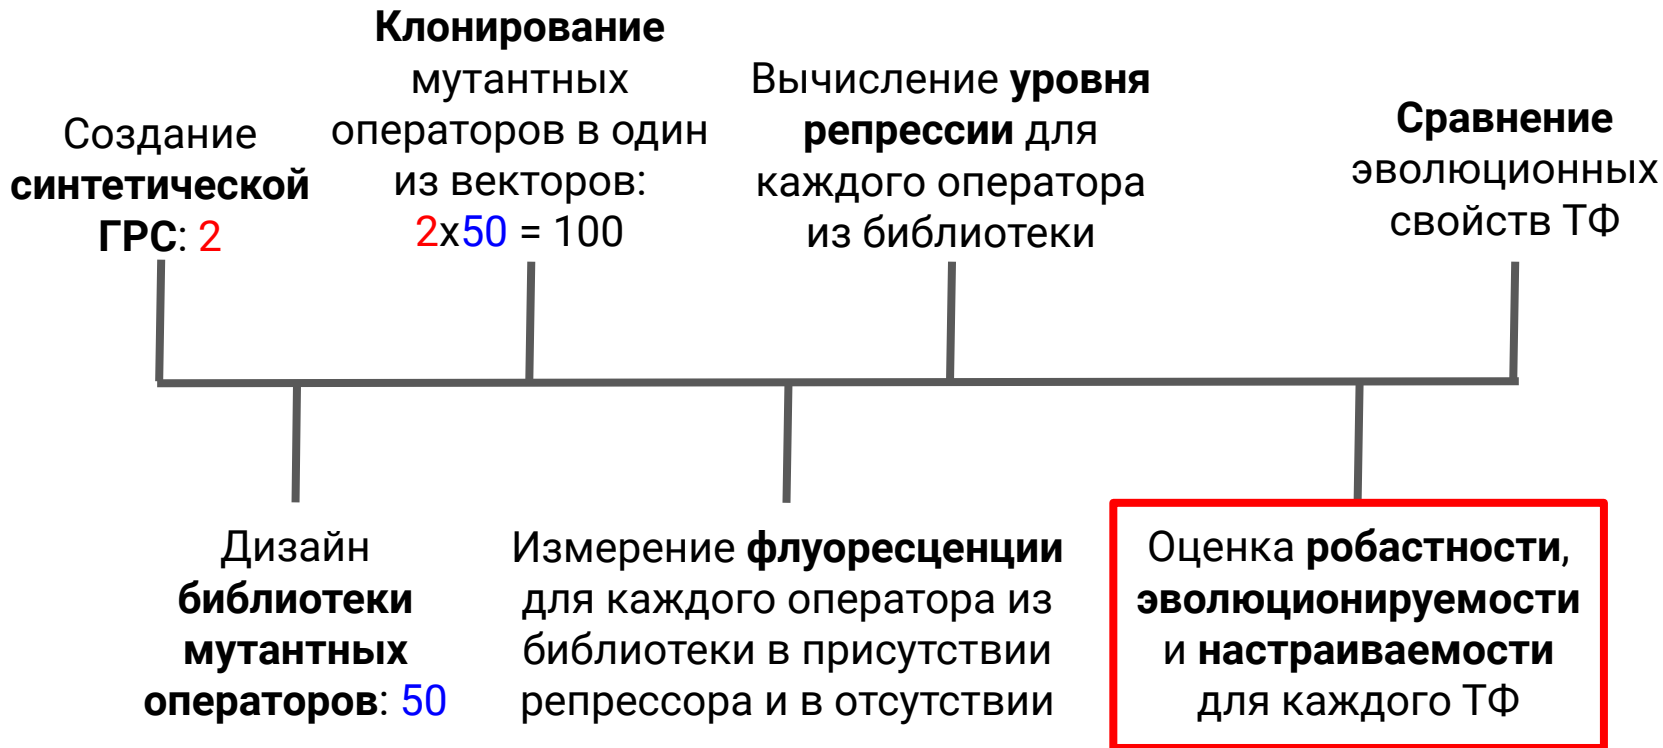 Создание
синтетической
ГРС: 2
Клонирование
мутантных
операторов в один
из векторов:
2x50 = 100
Вычисление уровня
репрессии для
каждого оператора
из библиотеки
Сравнение
эволюционных
свойств ТФ
Дизайн
библиотеки
мутантных
операторов: 50
Измерение флуоресценции
для каждого оператора из
библиотеки в присутствии
репрессора и в отсутствии
Оценка робастности,
эволюционируемости
и настраиваемости
для каждого ТФ